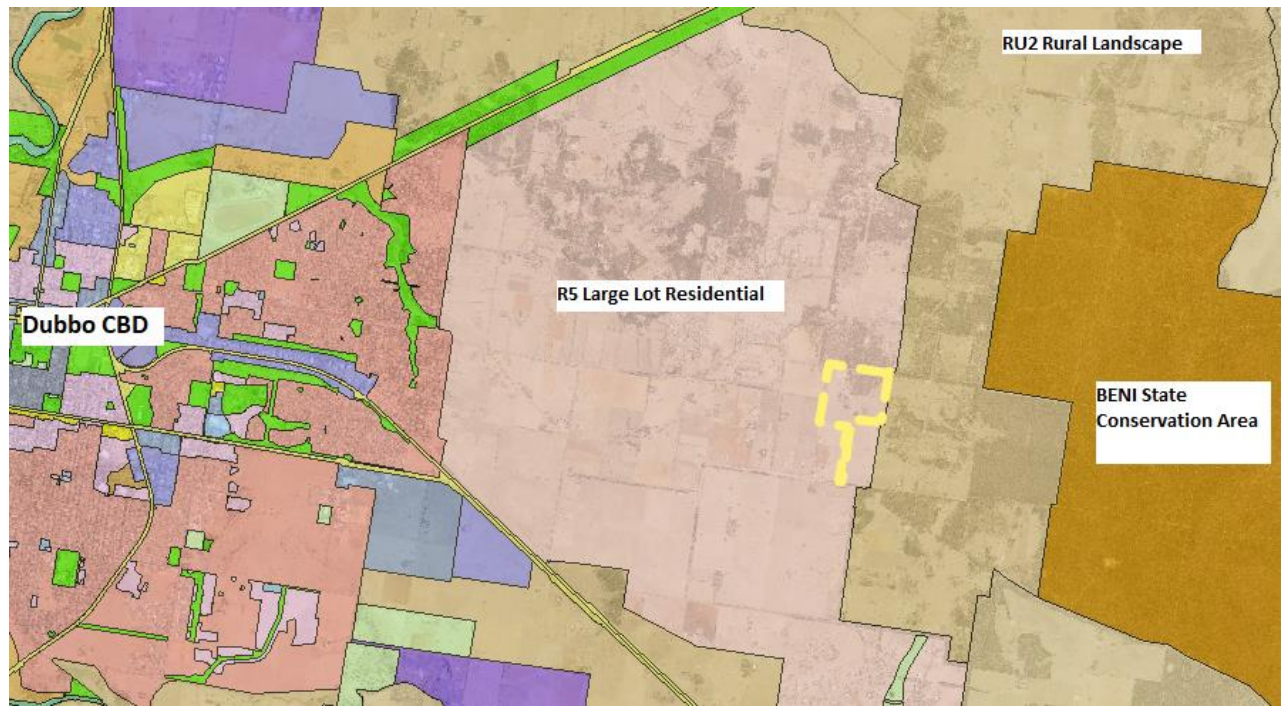 RU2 Rural Landscape
R5 Large Lot Residential
Dubbo CBD
BENI State
Conservation Area